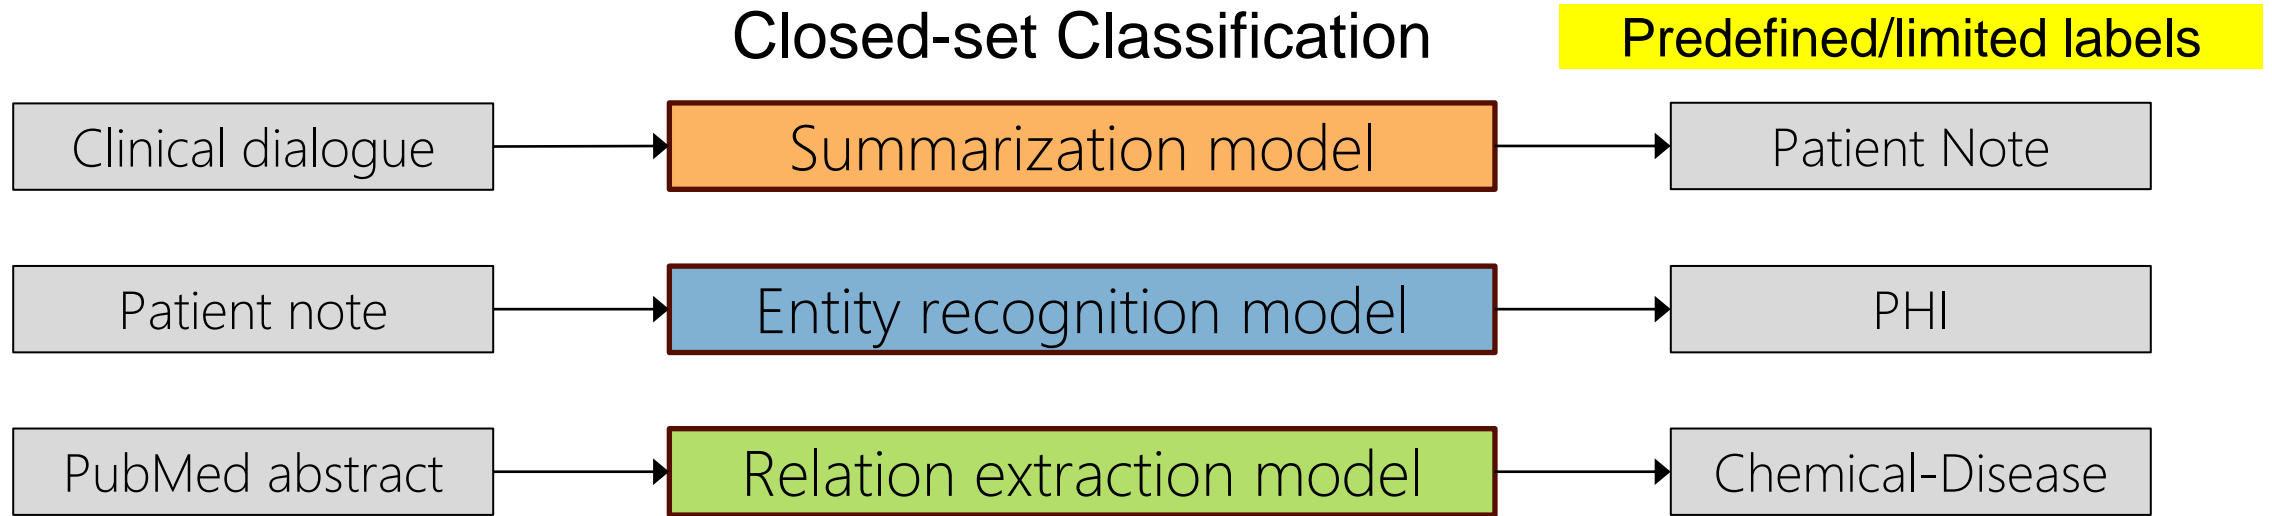 Closed-set Classification
Predefined/limited labels
Clinical dialogue
Summarization model
Patient Note
Patient note
Entity recognition model
PHI
PubMed abstract
Relation extraction model
Chemical-Disease